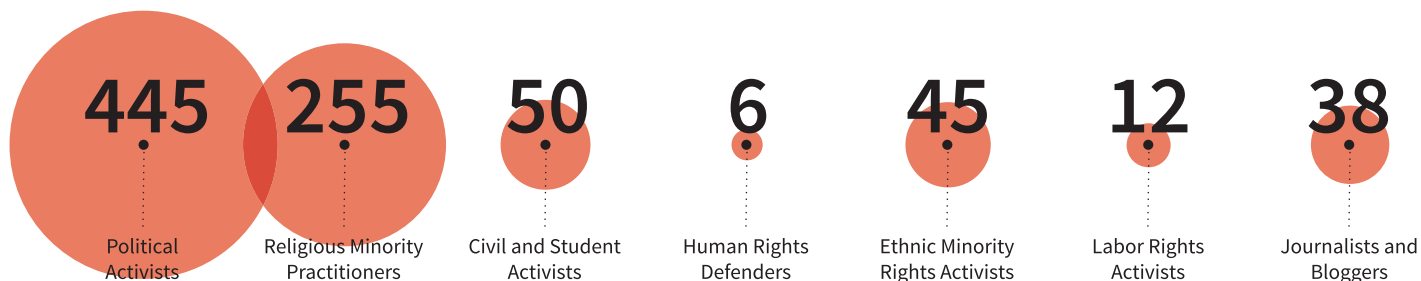 445
255
50
6
45
12
38
Political
Activists
Religious Minority
Practitioners
Civil and Student
Activists
Human Rights
Defenders
Ethnic Minority
Rights Activists
Labor Rights
Activists
Journalists and
Bloggers